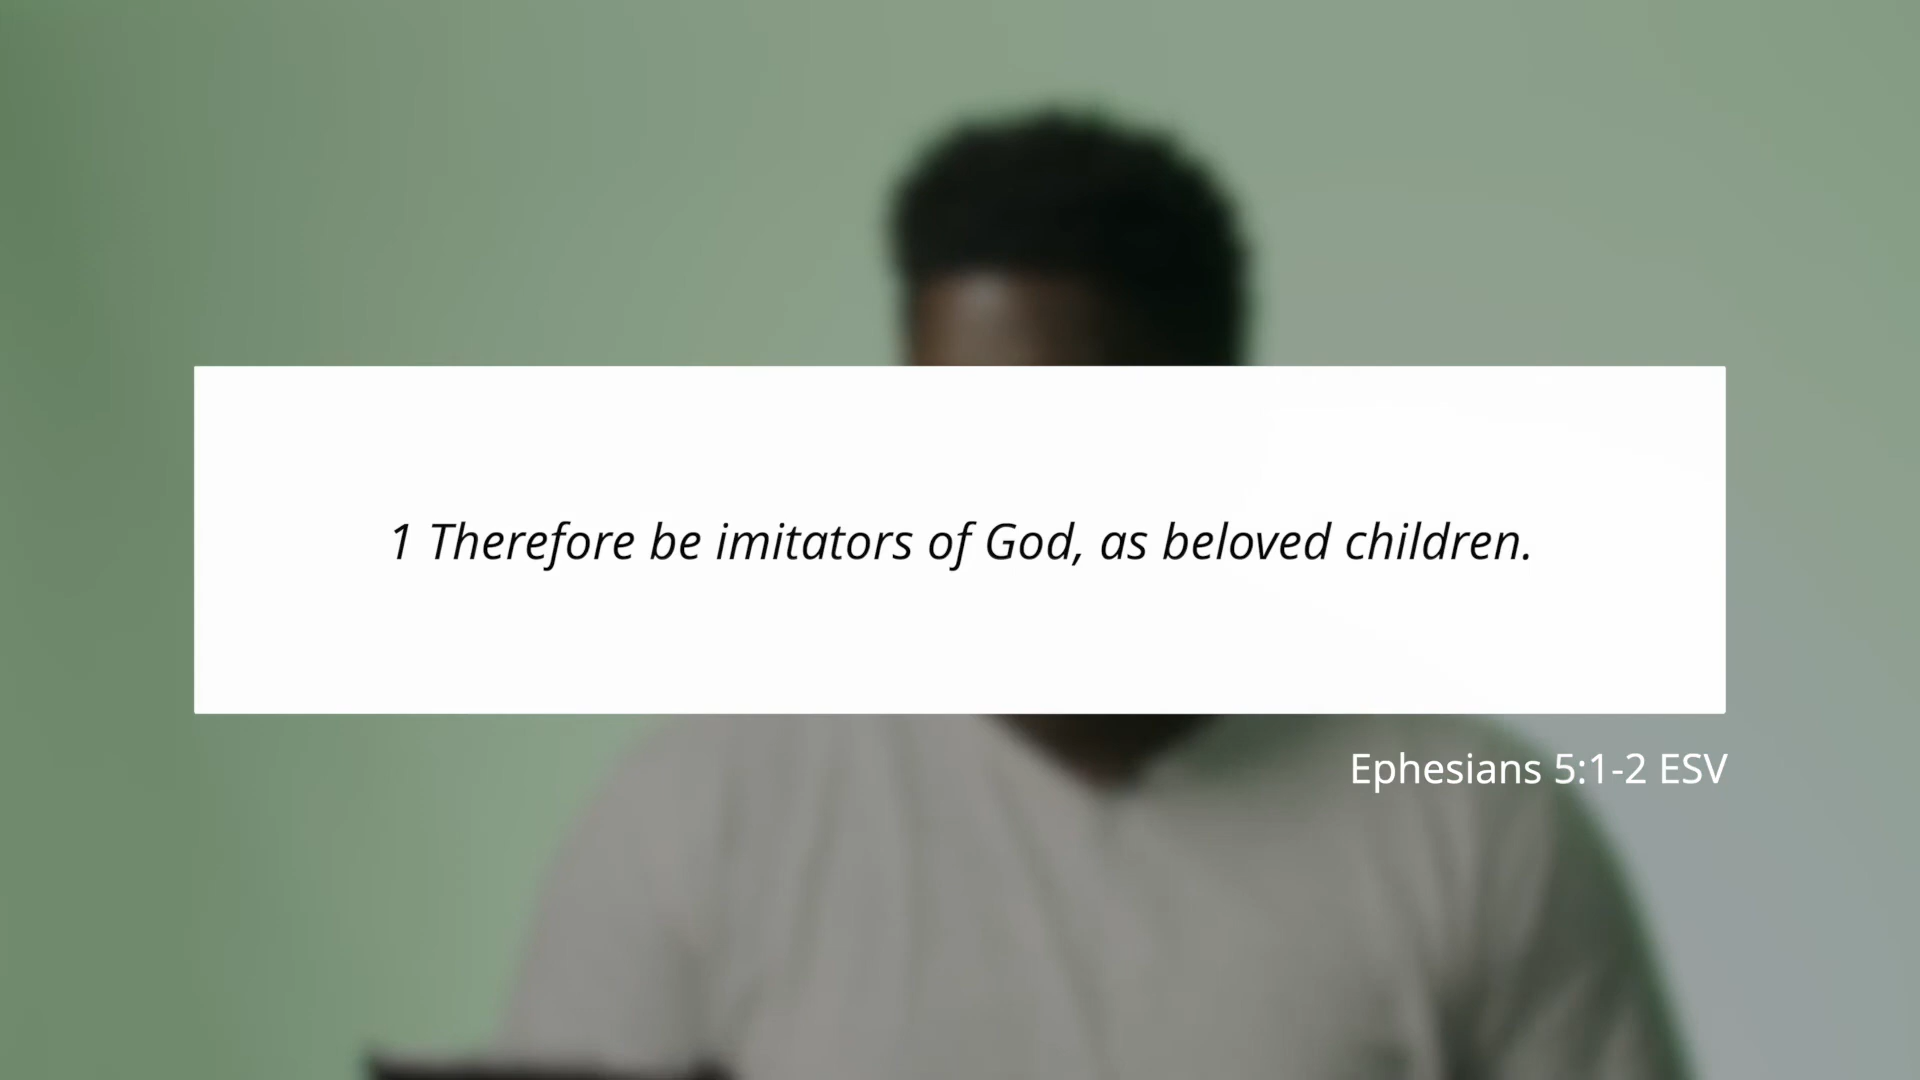 1 Therefore be imitators of God, as beloved children.
Ephesians 5:1-2 ESV